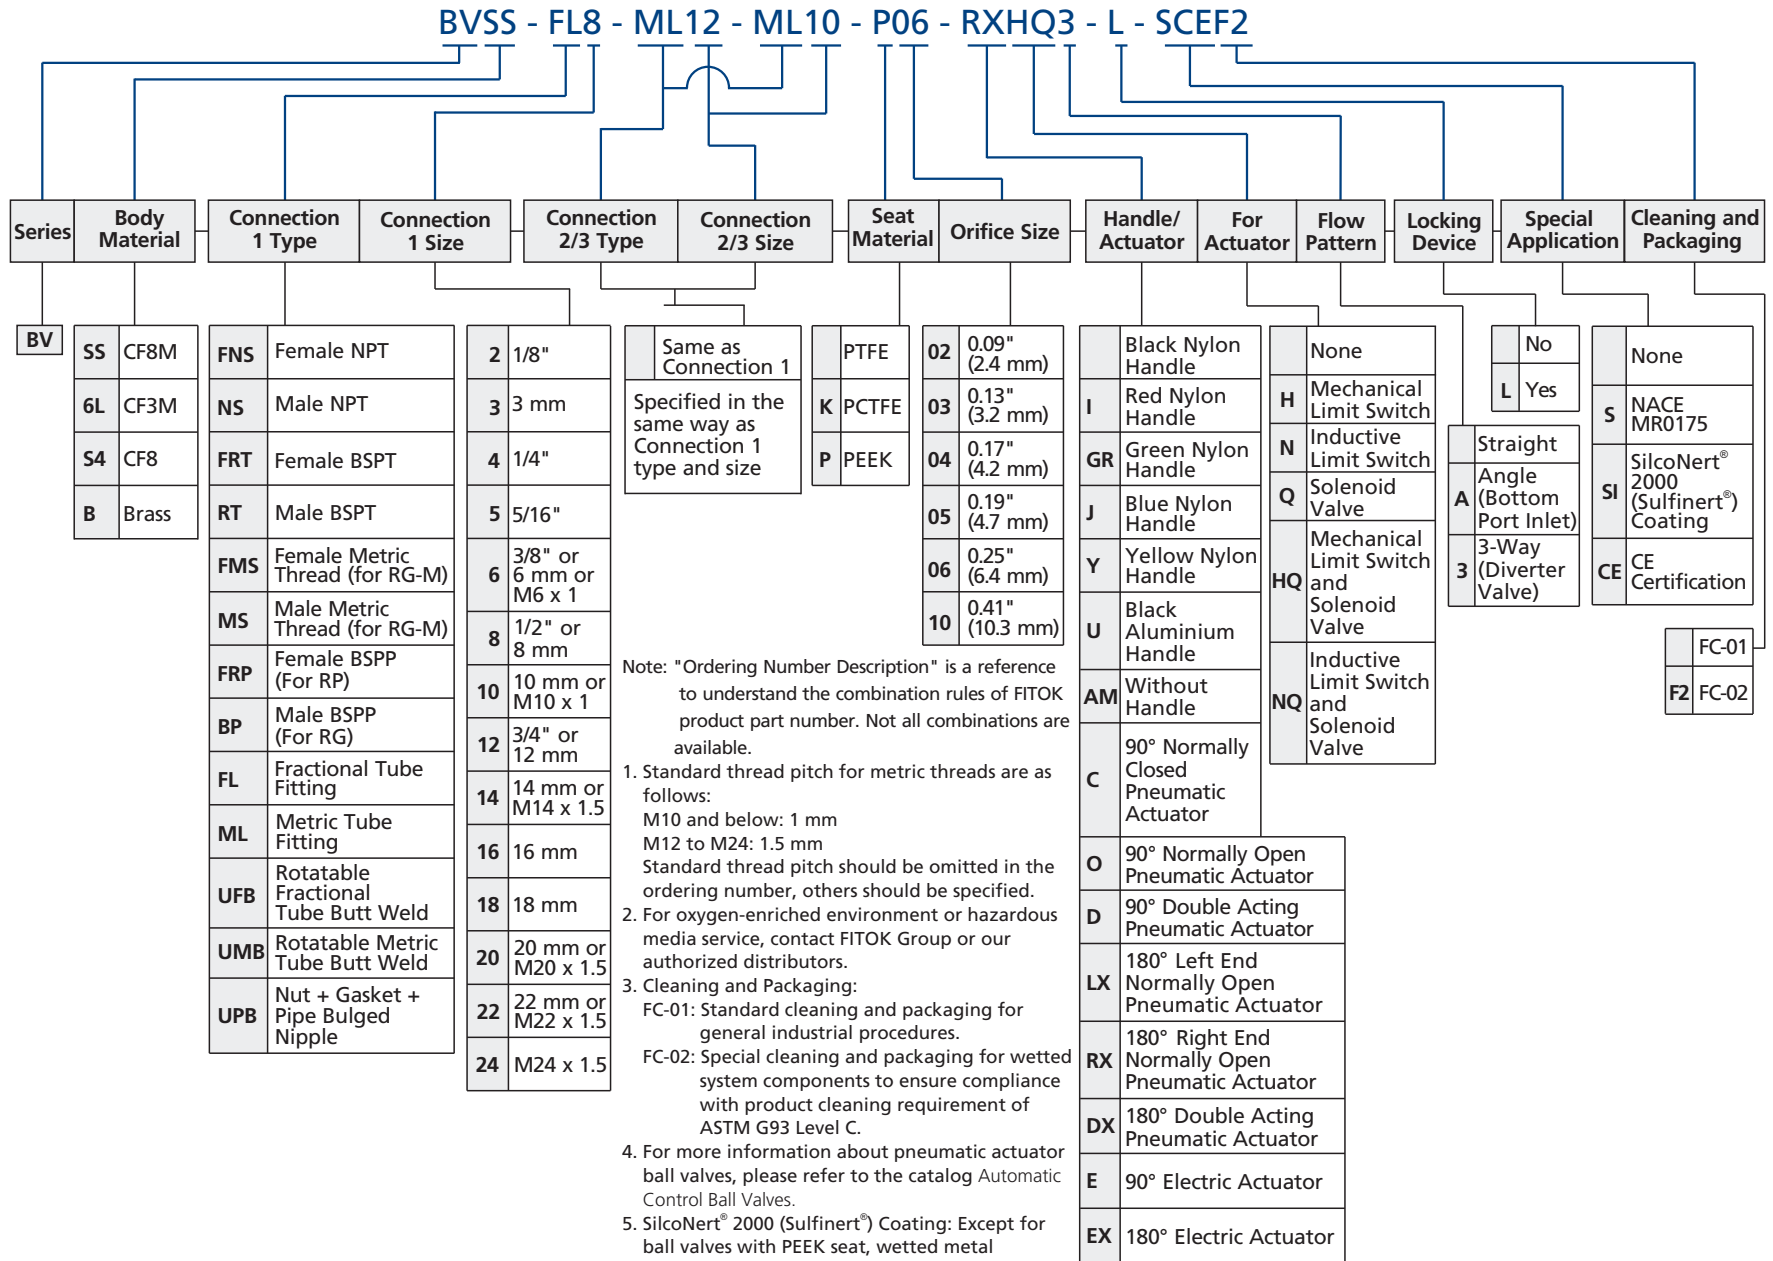 BVSS - FL8 - ML12 - ML10 - P06 - RXHQ3 - L - SCEF2
Series
Body
Material
Connection
1 Type
Connection
1 Size
Connection
2/3 Type
Connection
2/3 Size
Seat
Material
Orifice Size
Handle/
Actuator
For
Actuator
Flow
Pattern
Locking
Device
Special
Application
Cleaning and
Packaging
BV
SS CF8M
6L CF3M
S4 CF8
B Brass
FNS Female NPT
NS Male NPT
FRT Female BSPT
RT Male BSPT
FMS Female Metric
Thread (for RG-M)
MS Male Metric
Thread (for RG-M)
FRP Female BSPP
(For RP)
BP Male BSPP
(For RG)
FL Fractional Tube
Fitting
ML Metric Tube
Fitting
UFB Rotatable
Fractional
Tube Butt Weld
UMB Rotatable Metric
Tube Butt Weld
UPB Nut + Gasket +
Pipe Bulged
Nipple
2 1/8"
3 3 mm
4 1/4"
5 5/16"
6 3/8" or
6 mm or
M6 x 1
8 1/2" or
8 mm
10 10 mm or
M10 x 1
12 3/4" or
12 mm
14 14 mm or
M14 x 1.5
16 16 mm
18 18 mm
20 20 mm or
M20 x 1.5
22 22 mm or
M22 x 1.5
24 M24 x 1.5
Same as
Connection 1
Specified in the
same way as
Connection 1
type and size
PTFE
K PCTFE
P PEEK
02 0.09"
(2.4 mm)
03 0.13"
(3.2 mm)
04 0.17"
(4.2 mm)
05 0.19"
(4.7 mm)
06 0.25"
(6.4 mm)
10 0.41"
(10.3 mm)
Black Nylon
Handle
I Red Nylon
Handle
GR Green Nylon
Handle
J Blue Nylon
Handle
Y Yellow Nylon
Handle
U Black
Aluminium
Handle
AM Without
Handle
C 90° Normally
Closed
Pneumatic
Actuator
O 90° Normally Open
Pneumatic Actuator
D 90° Double Acting
Pneumatic Actuator
LX 180° Left End
Normally Open
Pneumatic Actuator
RX 180° Right End
Normally Open
Pneumatic Actuator
DX 180° Double Acting
Pneumatic Actuator
E 90° Electric Actuator
EX 180° Electric Actuator
None
H Mechanical
Limit Switch
N Inductive
Limit Switch
Q Solenoid
Valve
HQ Mechanical
Limit Switch
and
Solenoid
Valve
NQ Inductive
Limit Switch
and
Solenoid
Valve
Straight
A Angle
(Bottom
Port Inlet)
3 3-Way
(Diverter
Valve)
No
L Yes
None
S NACE
MR0175
SI SilcoNert®
2000
(Sulfinert®)
Coating
CE CE
Certification
FC-01
F2 FC-02
Note: "Ordering Number Description" is a reference
to understand the combination rules of FITOK
product part number. Not all combinations are
available.
1. Standard thread pitch for metric threads are as
follows:
M10 and below: 1 mm
M12 to M24: 1.5 mm
Standard thread pitch should be omitted in the
ordering number, others should be specified.
2. For oxygen-enriched environment or hazardous
media service, contact FITOK Group or our
authorized distributors.
3. Cleaning and Packaging:
FC-01: Standard cleaning and packaging for
general industrial procedures.
FC-02: Special cleaning and packaging for wetted
system components to ensure compliance
with product cleaning requirement of
ASTM G93 Level C.
4. For more information about pneumatic actuator
ball valves, please refer to the catalog Automatic
Control Ball Valves.
5. SilcoNert® 2000 (Sulfinert®) Coating: Except for
ball valves with PEEK seat, wetted metal